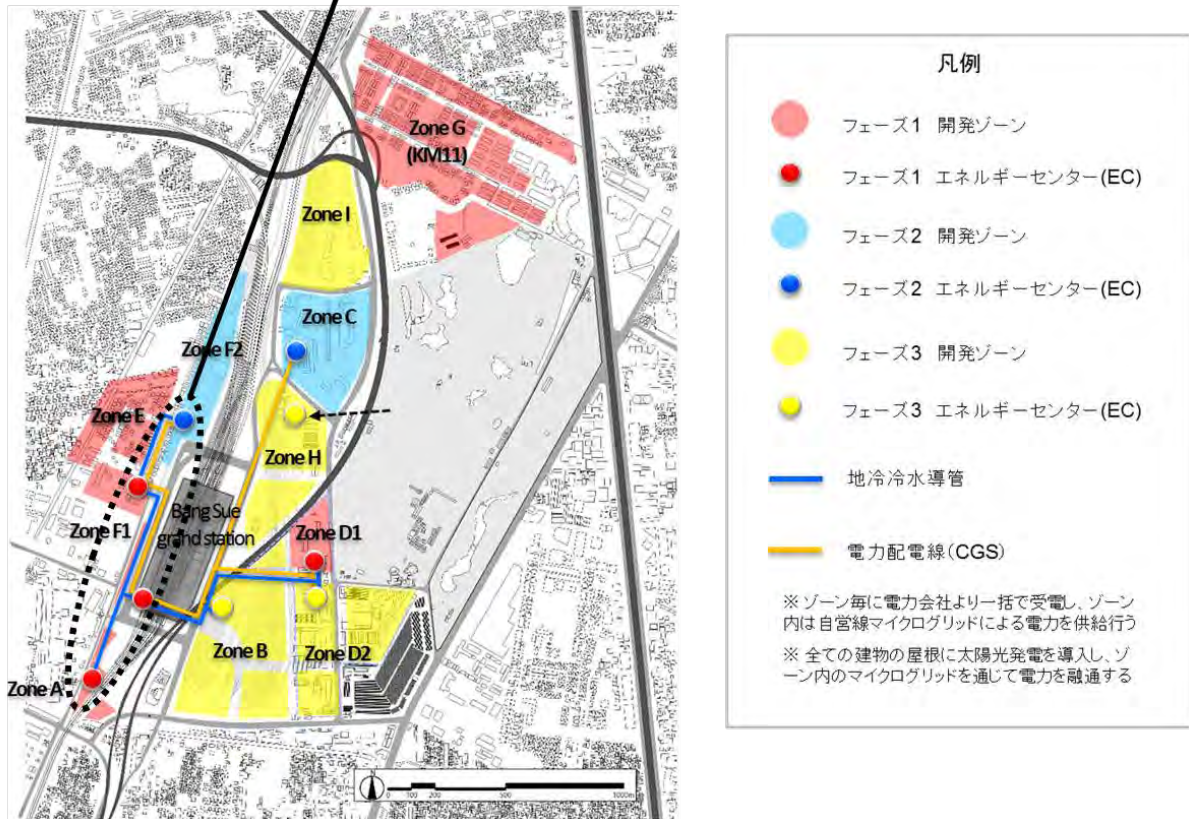 Zone G
(KM11)
Zone I
Zone C
Zone F2
Zone E
Zone H
Bang Sue
grand station
Zone F1
Zone D1
Zone B
Zone D2
Zone A
0 100 200 500 1000m
凡例
フェーズ1 開発ゾーン
フェーズ1 エネルギーセンター(EC)
フェーズ2 開発ゾーン
フェーズ2 エネルギーセンター(EC)
フェーズ3 開発ゾーン
フェーズ3 エネルギーセンター(EC)
地冷冷水導管
電力配電線(CGS)
※ ゾーン毎に電力会社より一括で受電し、ゾーン
内は自営線マイクログリッドによる電力を供給行う
※ 全ての建物の屋根に太陽光発電を導入し、ゾ
ーン内のマイクログリッドを通じて電力を融通する